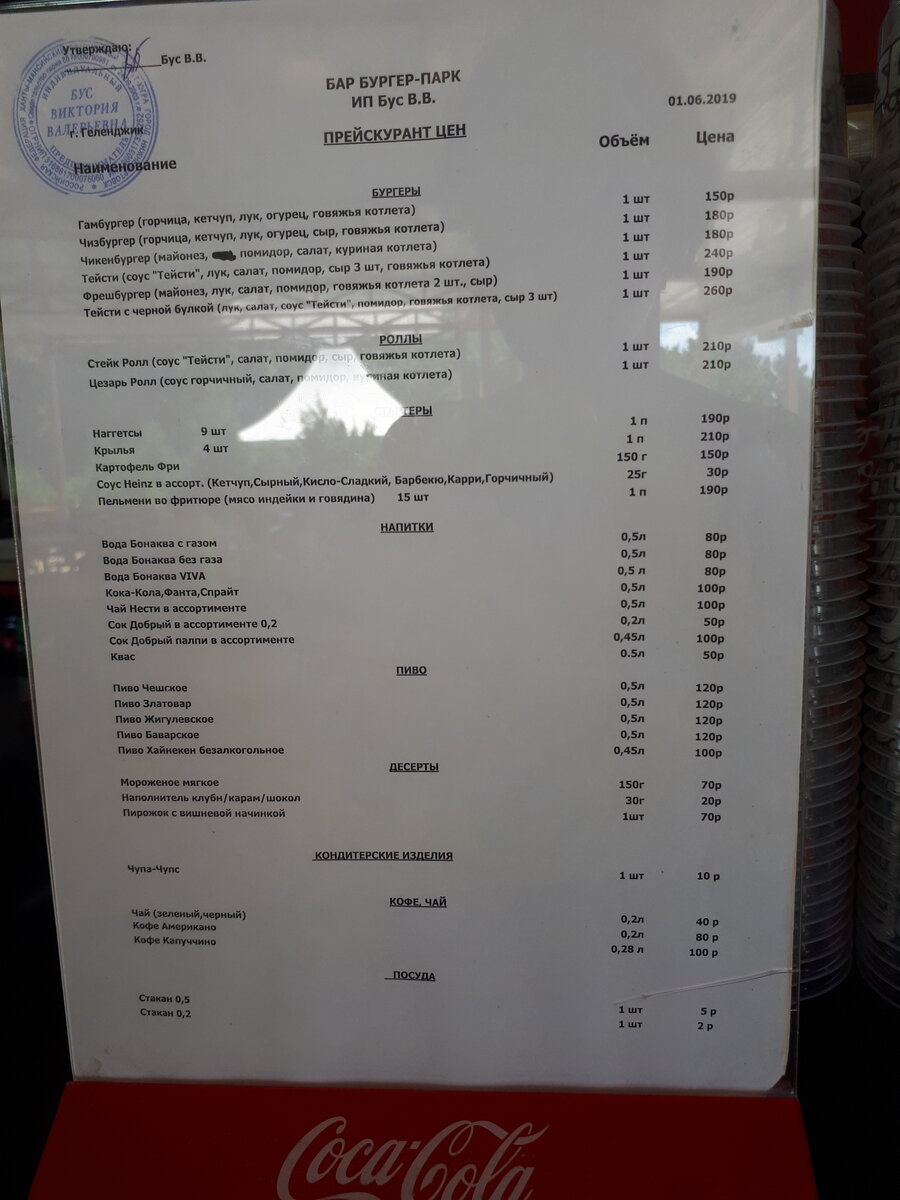 Утверждаю:
Бус В.В.
БУС
ВИКТОРИЯ
ВАЛЕРЬЕВНА
г. Геленджик
БАР БУРГЕР-ПАРК
ИП Бус В.В.
01.06.2019
ПРЕЙСКУРАНТ ЦЕН
Наименование Объём Цена
БУРГЕРЫ
Гамбургер (горчица, кетчуп, лук, огурец, говяжья котлета) 1 шт 150р
Чизбургер (горчица, кетчуп, лук, огурец, сыр, говяжья котлета) 1 шт 180р
Чикенбургер (майонез, помидор, салат, куриная котлета) 1 шт 180р
Тейсти (соус "Тейсти", лук, салат, помидор, сыр 3 шт, говяжья котлета) 1 шт 240р
Фрешбургер (майонез, лук, салат, помидор, говяжья котлета 2 шт., сыр) 1 шт 190р
Тейсти с черной булкой (лук, салат, соус "Тейсти", помидор, говяжья котлета, сыр 3 шт) 1 шт 260р
РОЛЛЫ
Стейк Ролл (соус "Тейсти", салат, помидор, сыр, говяжья котлета) 1 шт 210р
Цезарь Ролл (соус горчичный, салат, помидор, куриная котлета) 1 шт 210р
СТАРТЕРЫ
Наггетсы 9 шт 1 п 190р
Крылья 4 шт 1 п 210р
Картофель Фри 150 г 150р
Соус Heinz в ассорт. (Кетчуп,Сырный,Кисло-Сладкий, Барбекю,Карри,Горчичный) 25г 30р
Пельмени во фритюре (мясо индейки и говядина) 15 шт 1 п 190р
НАПИТКИ
Вода Бонаква с газом 0,5л 80р
Вода Бонаква без газа 0,5л 80р
Вода Бонаква VIVA 0,5 л 80р
Кока-Кола,Фанта,Спрайт 0,5л 100р
Чай Нести в ассортименте 0,5л 100р
Сок Добрый в ассортименте 0,2 0,2л 50р
Сок Добрый палпи в ассортименте 0,45л 100р
Квас 0.5л 50р
ПИВО
Пиво Чешское 0,5л 120р
Пиво Златовар 0,5л 120р
Пиво Жигулевское 0,5л 120р
Пиво Баварское 0,5л 120р
Пиво Хайнекен безалкогольное 0,45л 100р
ДЕСЕРТЫ
Мороженое мягкое 150г 70р
Наполнитель клубн/карам/шокол 30г 20р
Пирожок с вишневой начинкой 1шт 70р
КОНДИТЕРСКИЕ ИЗДЕЛИЯ
Чупа-Чупс 1 шт 10 р
КОФЕ, ЧАЙ
Чай (зеленый,черный) 0,2л 40 р
Кофе Американо 0,2л 80 р
Кофе Капуччино 0,28 л 100 р
ПОСУДА
Стакан 0,5 1 шт 5 р
Стакан 0,2 1 шт 2 р
Coca-Cola